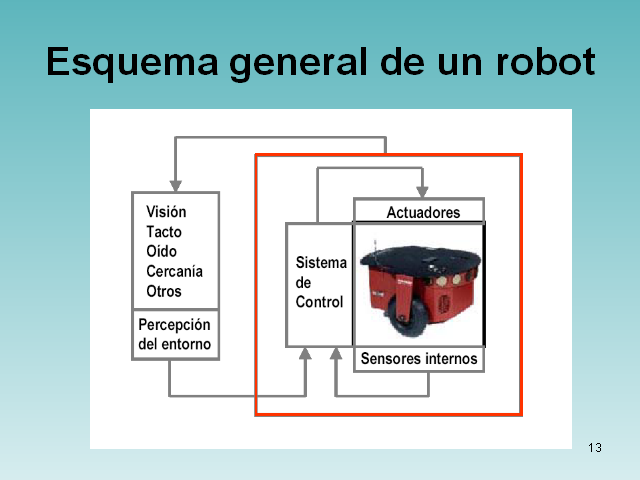 Esquema general de un robot
Visión
Tacto
Oido
Cercanía
Otros
Percepción
del entorno
Sistema
de
Control
Actuadores
Sensores internos
13